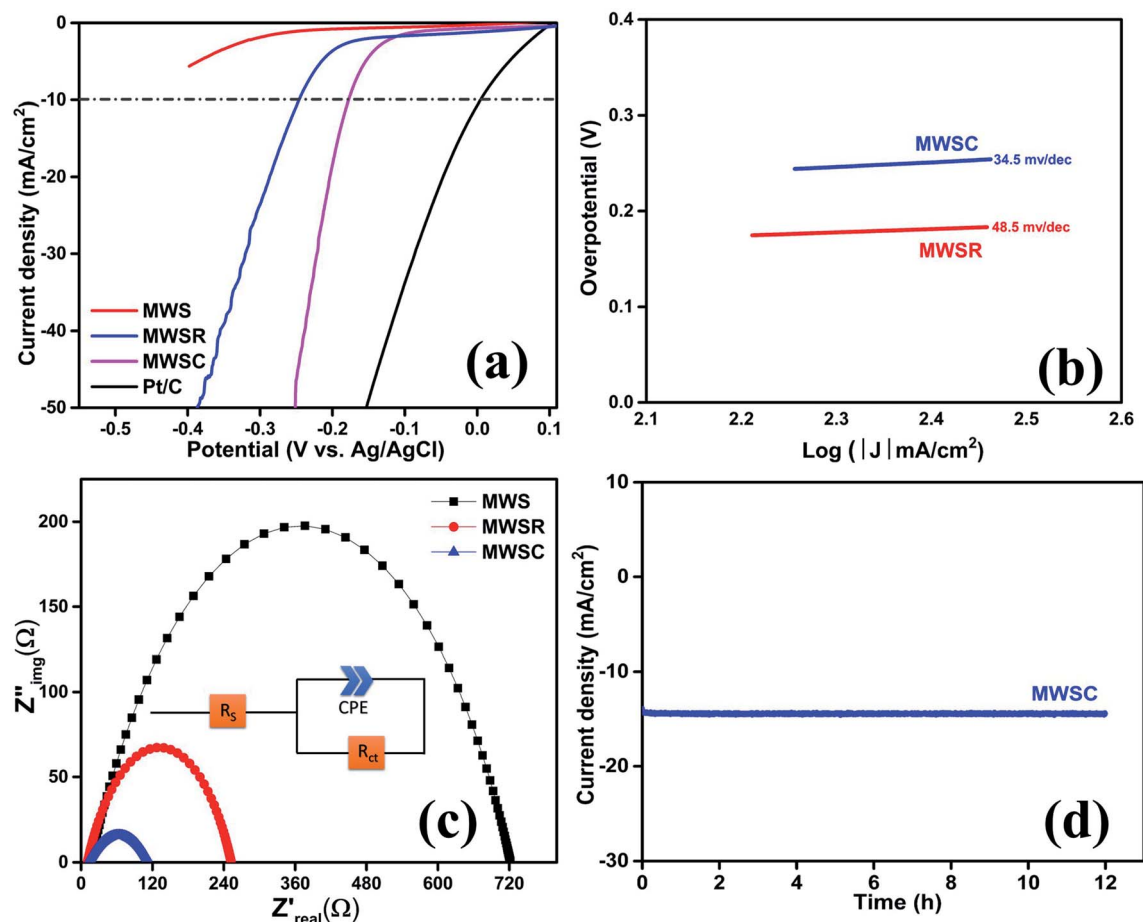 0
-10
-20
-30
-40
-50
Current density (mA/cm²)
MWS
MWSR
MWSC
Pt/C
(a)
-0.5 -0.4 -0.3 -0.2 -0.1 0.0 0.1
Potential (V vs. Ag/AgCl)
0.4
0.3
0.2
0.1
0.0
Overpotential (V)
MWSC
34.5 mv/dec
48.5 mv/dec
MWSR
(b)
2.1 2.2 2.3 2.4 2.5 2.6
Log (|J|mA/cm²)
200
150
100
50
0
Z''img(Ω)
MWS
MWSR
MWSC
RS
CPE
Rct
(c)
0 120 240 360 480 600 720
Z'real(Ω)
10
0
-10
-20
-30
Current density (mA/cm²)
MWSC
(d)
0 2 4 6 8 10 12
Time (h)